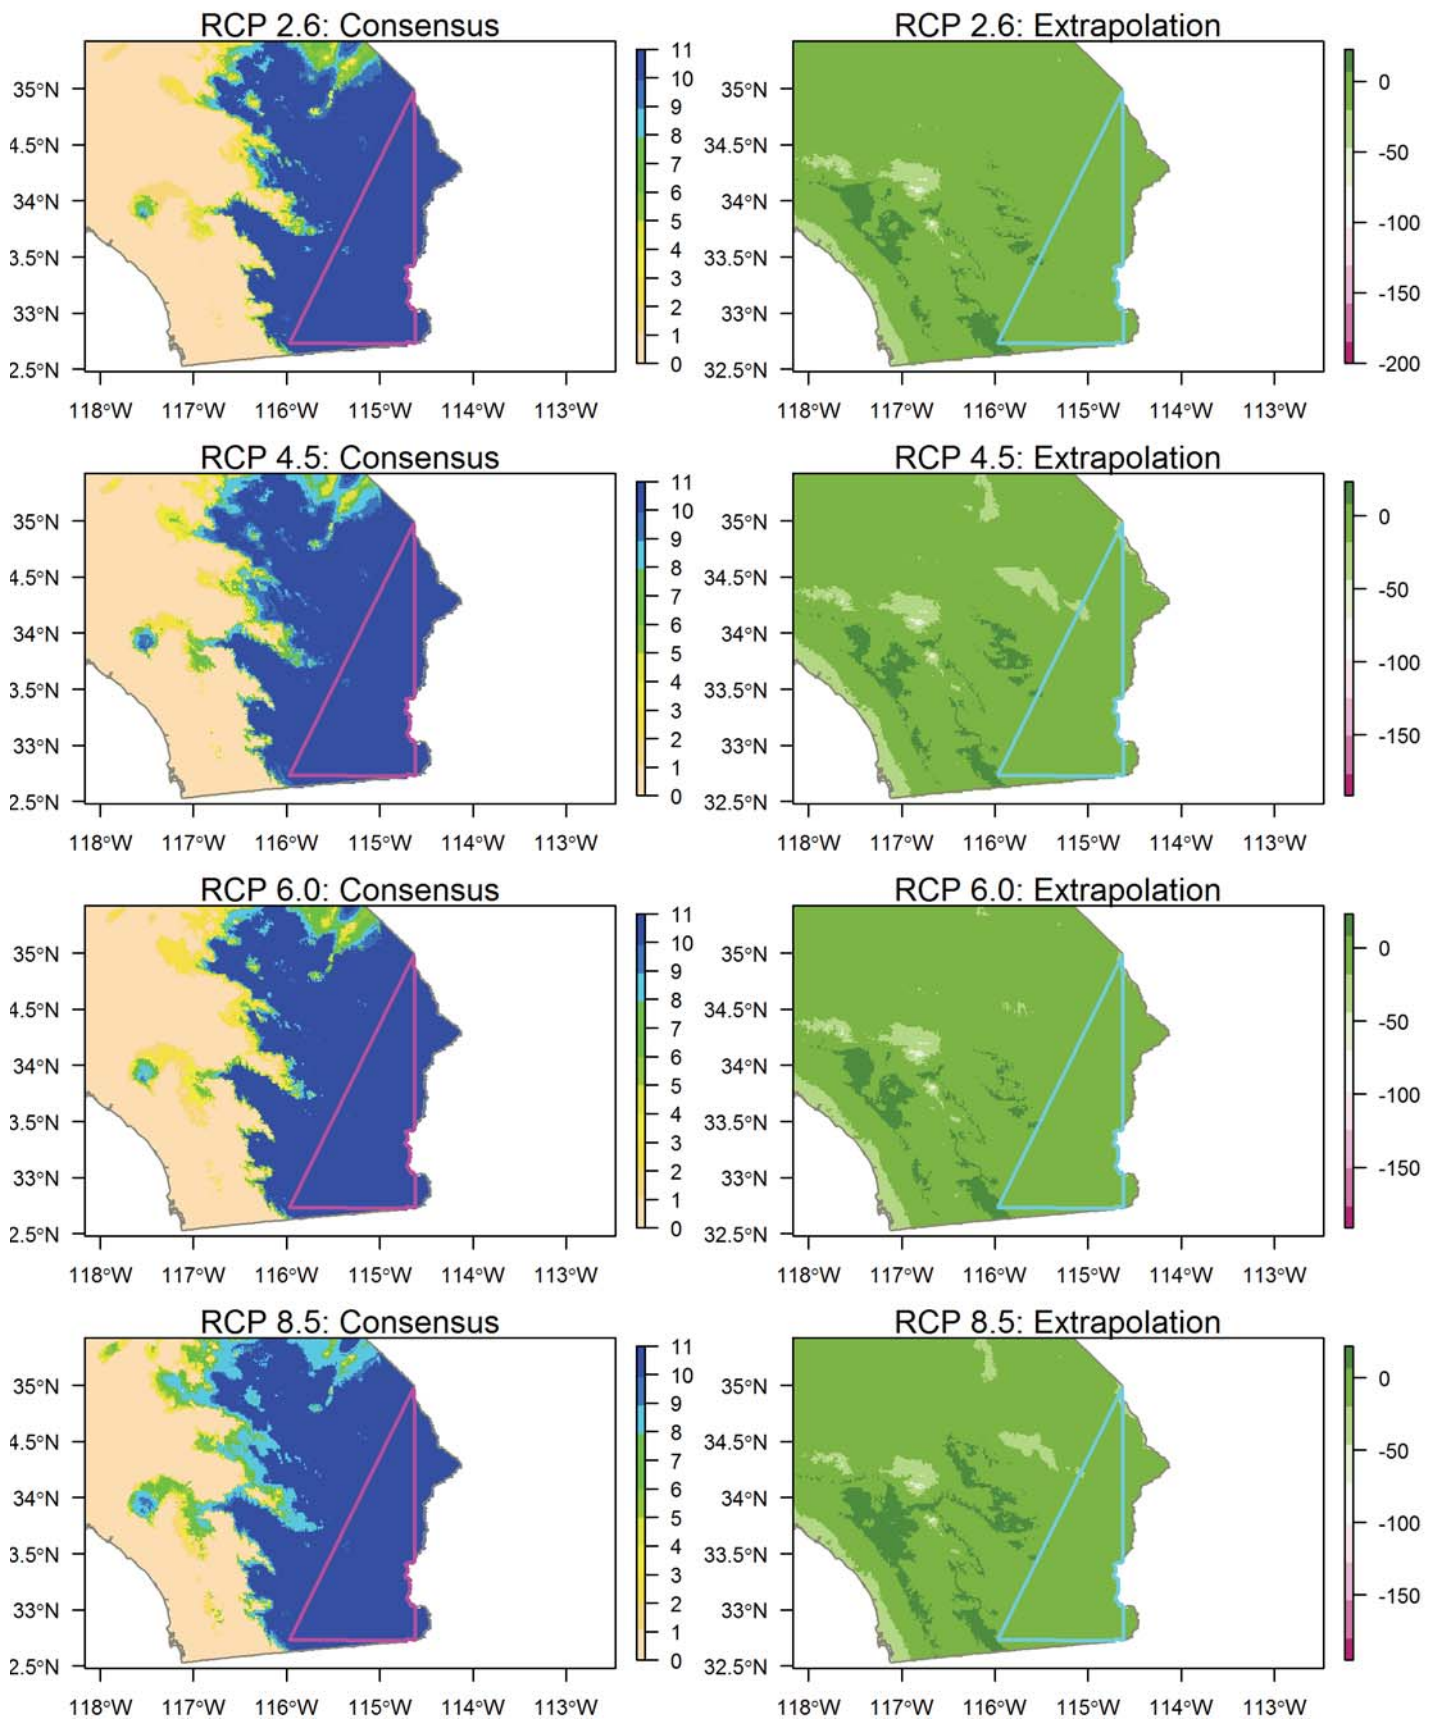 RCP 2.6: Consensus
35°N
4.5°N
34°N
3.5°N
33°N
2.5°N
118°W 117°W 116°W 115°W 114°W 113°W
11
10
9
8
7
6
5
4
3
2
1
0
RCP 2.6: Extrapolation
35°N
34.5°N
34°N
33.5°N
33°N
32.5°N
118°W 117°W 116°W 115°W 114°W 113°W
0
-50
-100
-150
-200
RCP 4.5: Consensus
35°N
4.5°N
34°N
3.5°N
33°N
2.5°N
118°W 117°W 116°W 115°W 114°W 113°W
11
10
9
8
7
6
5
4
3
2
1
0
RCP 4.5: Extrapolation
35°N
34.5°N
34°N
33.5°N
33°N
32.5°N
118°W 117°W 116°W 115°W 114°W 113°W
0
-50
-100
-150
RCP 6.0: Consensus
35°N
4.5°N
34°N
3.5°N
33°N
2.5°N
118°W 117°W 116°W 115°W 114°W 113°W
11
10
9
8
7
6
5
4
3
2
1
0
RCP 6.0: Extrapolation
35°N
34.5°N
34°N
33.5°N
33°N
32.5°N
118°W 117°W 116°W 115°W 114°W 113°W
0
-50
-100
-150
RCP 8.5: Consensus
35°N
4.5°N
34°N
3.5°N
33°N
2.5°N
118°W 117°W 116°W 115°W 114°W 113°W
11
10
9
8
7
6
5
4
3
2
1
0
RCP 8.5: Extrapolation
35°N
34.5°N
34°N
33.5°N
33°N
32.5°N
118°W 117°W 116°W 115°W 114°W 113°W
0
-50
-100
-150